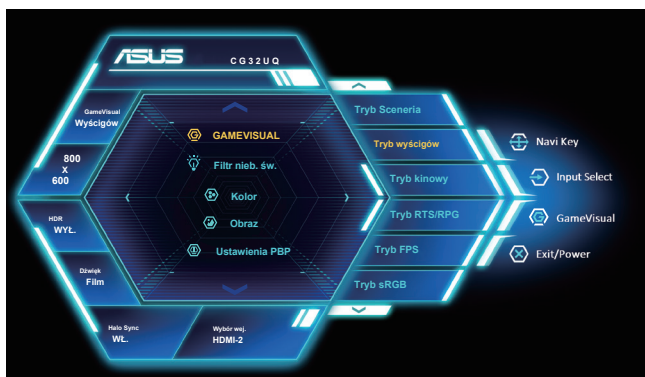 ASUS
CG32UQ
GameVisual
Wyścigów
800
X
600
HDR
WYŁ.
Dźwięk
Film
Halo Sync
WŁ.
Wybór wej.
HDMI-2
GAMEVISUAL
Filtr nieb. św.
Kolor
Obraz
Ustawienia PBP
Tryb Sceneria
Tryb wyścigów
Tryb kinowy
Tryb RTS/RPG
Tryb FPS
Tryb sRGB
Navi Key
Input Select
GameVisual
Exit/Power